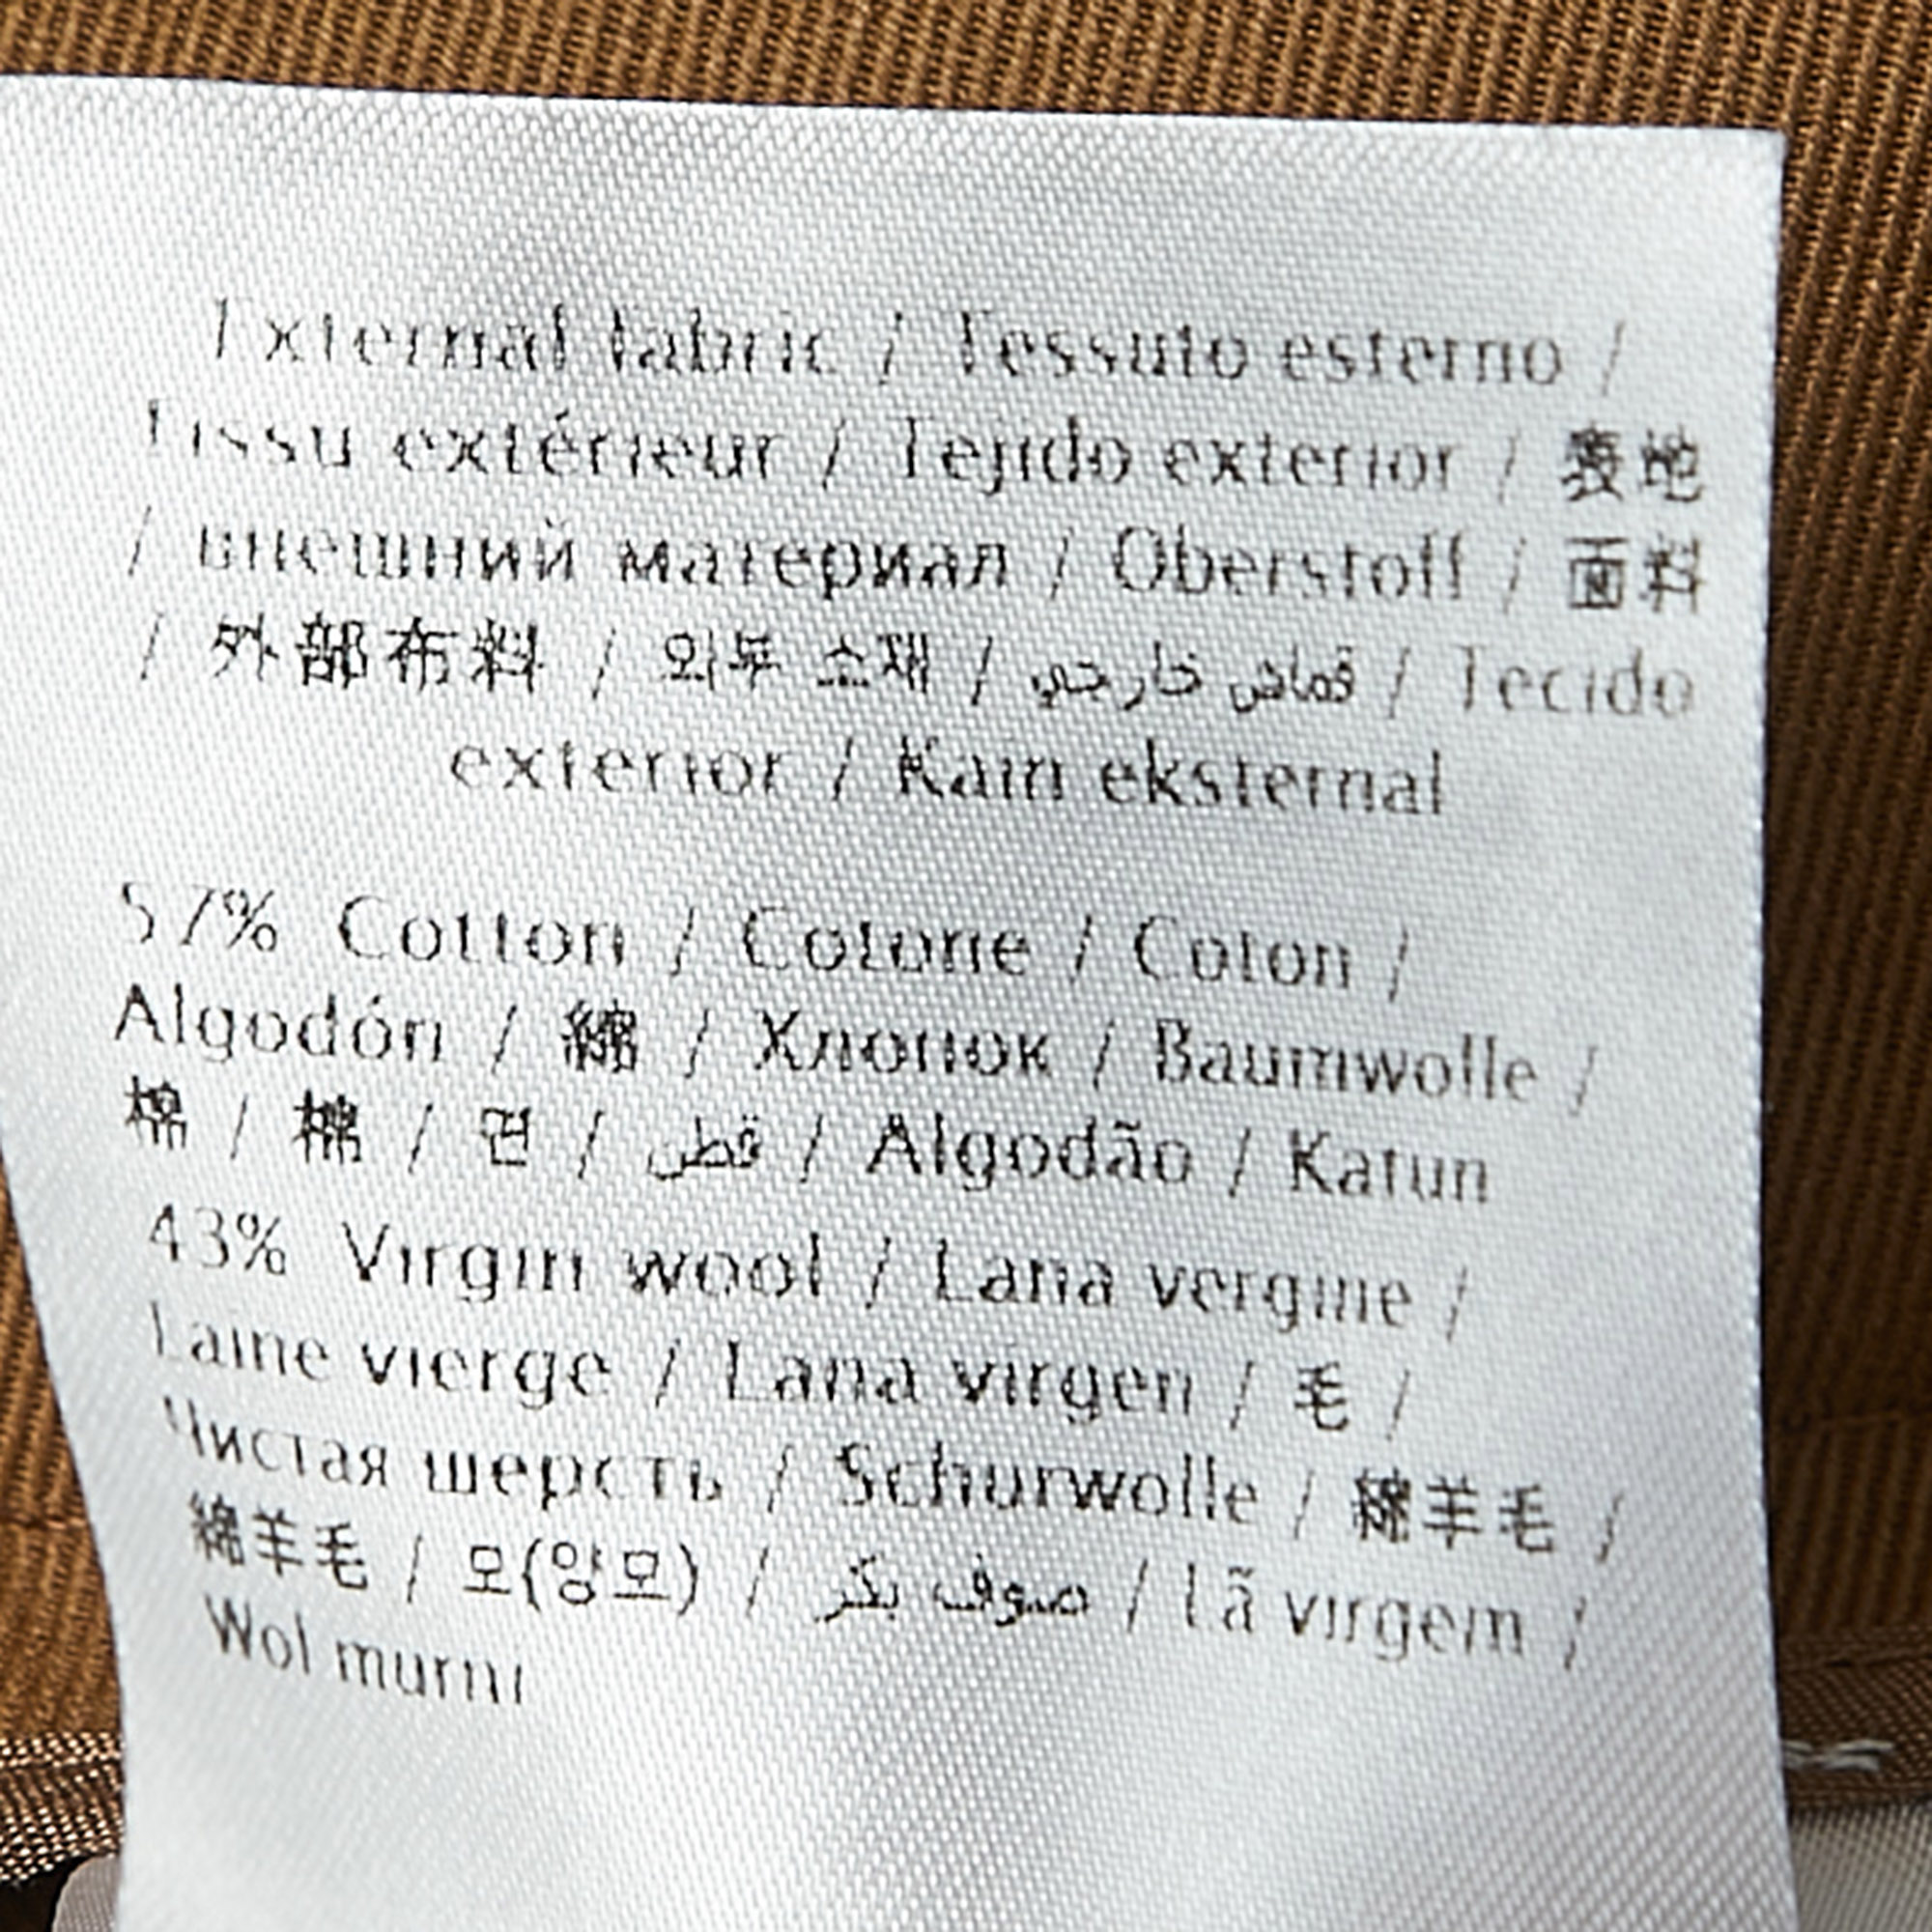 External fabric / Tessuto esterno /
Tissu extérieur / Tejido exterior / 表地
/ внешний материал / Oberstoff / 面料
/ 外部布料 / 외부 소재 / قماش خارجي / Tecido
exterior / Kain eksternal
57% Cotton / Cotone / Coton /
Algodón / 綿 / Хлопок / Baumwolle /
棉 / 棉 / 면 / قطن / Algodão / Katun
43% Virgin wool / Lana vergine /
Laine vierge / Lana virgen / 毛 /
Чистая шерсть / Schurwolle / 綿羊毛 /
綿羊毛 / 모(양모) / صوف بكر / Lã virgem /
Wol murni